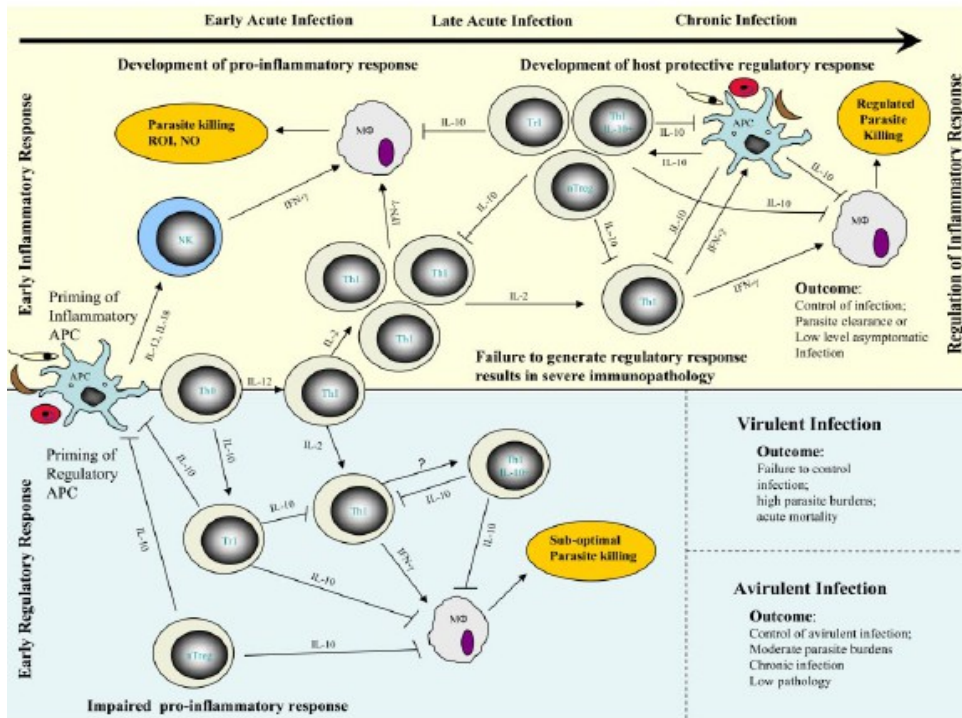 Early Acute Infection
Late Acute Infection
Chronic Infection
Development of pro-inflammatory response
Development of host protective regulatory response
Early Inflammatory Response
Regulation of Inflammatory Response
Parasite killing
ROI, NO
MΦ
IL-10
Tr1
Th1
IL-10+
IL-10
APC
Regulated
Parasite
Killing
IL-10
IL-10
nTreg
IL-10
MΦ
NK
IFN-γ
IFN-γ
IL-10
IL-10
IL-10
IFN-γ
Th1
Th1
Th1
IL-2
Th1
IFN-γ
Priming of
Inflammatory
APC
IL-12, IL-18
IL-2
Outcome:
Control of infection;
Parasite clearance or
Low level asymptomatic
Infection
Failure to generate regulatory response
results in severe immunopathology
APC
Th0
IL-12
Th1
Early Regulatory Response
Priming of
Regulatory
APC
IL-10
IL-10
IL-2
?
Th1
IL-10+
IL-10
Tr1
IL-10
Th1
IL-10
IL-10
IL-10
IFN-γ
Sub-optimal
Parasite killing
MΦ
nTreg
IL-10
Impaired pro-inflammatory response
Virulent Infection
Outcome:
Failure to control
infection;
high parasite burdens;
acute mortality
Avirulent Infection
Outcome:
Control of avirulent infection;
Moderate parasite burdens
Chronic infection
Low pathology